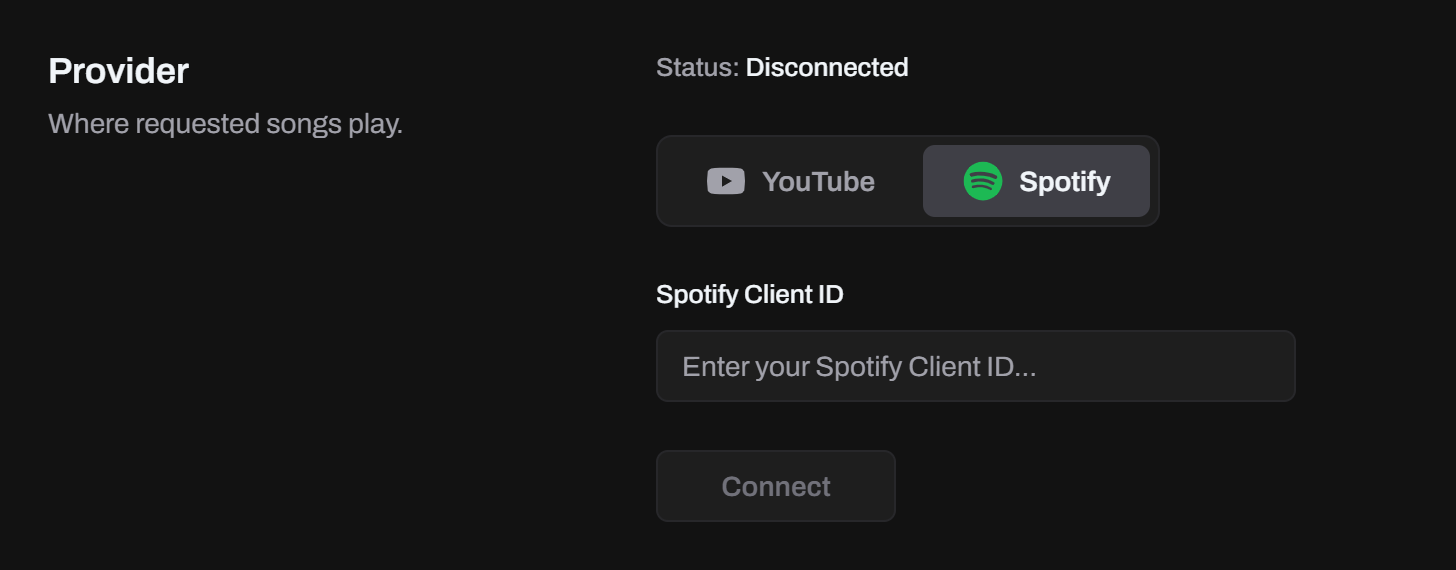 Provider
Where requested songs play.
Status: Disconnected
YouTube
Spotify
Spotify Client ID
Enter your Spotify Client ID...
Connect